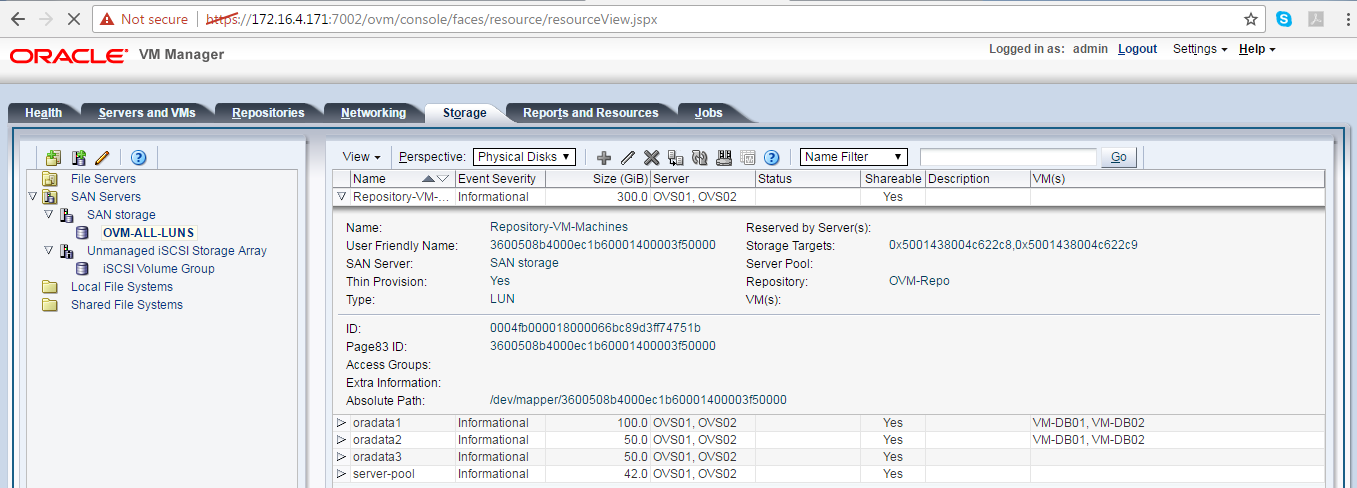 Not secure https://172.16.4.171:7002/ovm/console/faces/resource/resourceView.jspx
ORACLE VM Manager
Logged in as: admin Logout Settings Help
Health Servers and VMs Repositories Networking Storage Reports and Resources Jobs
File Servers
SAN Servers
SAN storage
OVM-ALL-LUNS
Unmanaged iSCSI Storage Array
iSCSI Volume Group
Local File Systems
Shared File Systems
View Perspective: Physical Disks Name Filter Go
Name Event Severity Size (GiB) Server Status Shareable Description VM(s)
Repository-VM-... Informational 300.0 OVS01, OVS02 Yes
Name: Repository-VM-Machines Reserved by Server(s):
User Friendly Name: 3600508b4000ec1b60001400003f50000 Storage Targets: 0x5001438004c622c8,0x5001438004c622c9
SAN Server: SAN storage Server Pool:
Thin Provision: Yes Repository: OVM-Repo
Type: LUN VM(s):
ID: 0004fb000018000066bc89d3ff74751b
Page83 ID: 3600508b4000ec1b60001400003f50000
Access Groups:
Extra Information:
Absolute Path: /dev/mapper/3600508b4000ec1b60001400003f50000
oradata1 Informational 100.0 OVS01, OVS02 Yes VM-DB01, VM-DB02
oradata2 Informational 50.0 OVS01, OVS02 Yes VM-DB01, VM-DB02
oradata3 Informational 50.0 OVS01, OVS02 Yes
server-pool Informational 42.0 OVS01, OVS02 Yes